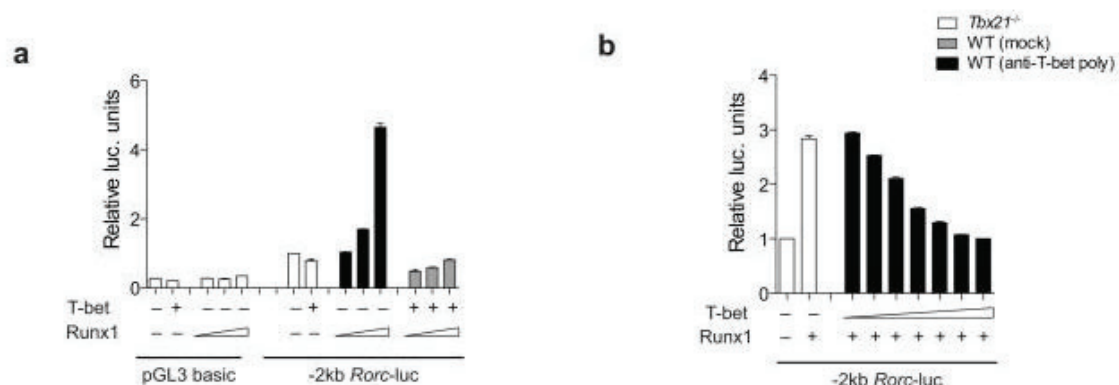 a
Relative luc. units
6
4
2
0
T-bet – + – – – – + – – – + + +
Runx1 – – – –
pGL3 basic -2kb Rorc-luc
b
Tbx21-/-
WT (mock)
WT (anti-T-bet poly)
Relative luc. units
4
3
2
1
0
T-bet – –
Runx1 – + + + + + + + +
-2kb Rorc-luc